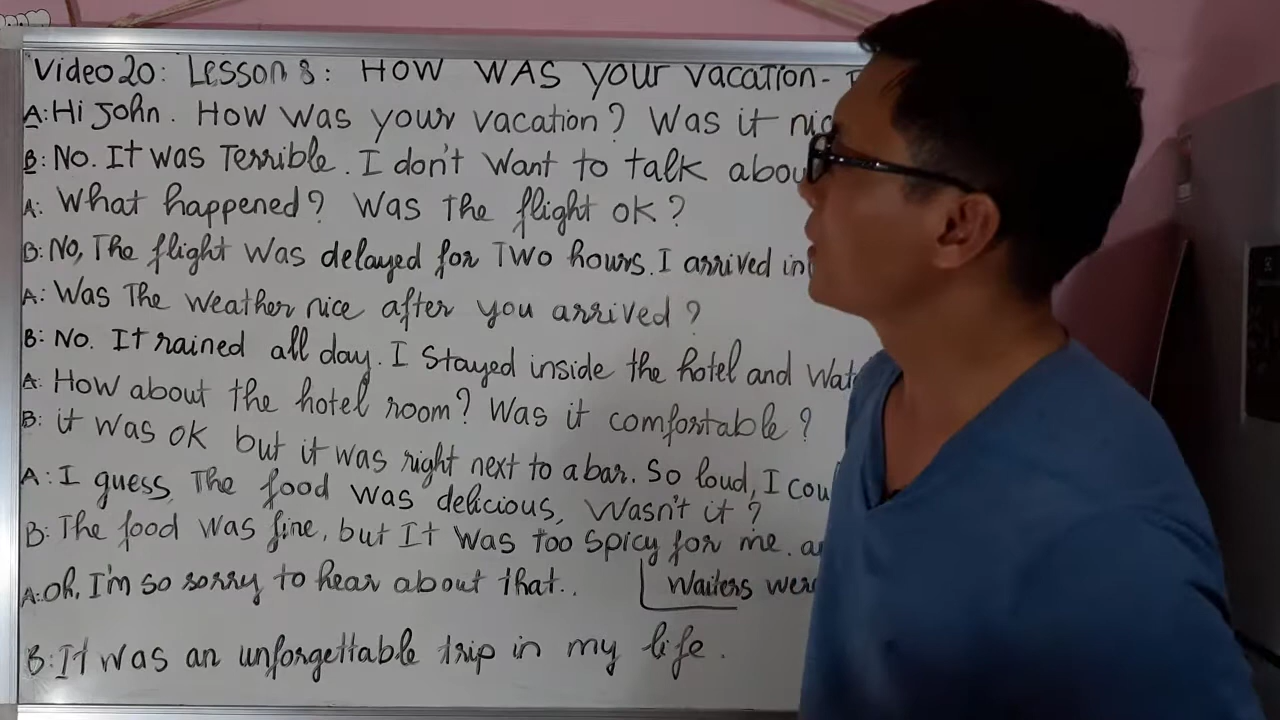 Video 20: Lesson 8: HOW WAS your vacation-
A: Hi John. How was your vacation? Was it
B: No. It was Terrible. I don't want to talk
A: What happened? Was The flight ok?
B: No, The flight was delayed for Two hours. I arrived
A: Was The weather nice after you arrived?
B: No. It rained all day. I stayed inside the hotel and
A: How about the hotel room? Was it comfortable?
B: it was ok but it was right next to a bar. So loud, I
A: I guess, The food was delicious, wasn't it?
B: The food was fine, but It was too spicy for me.
A: Oh, I'm so sorry to hear about that..
Waiters
B: It was an unforgettable trip in my life.